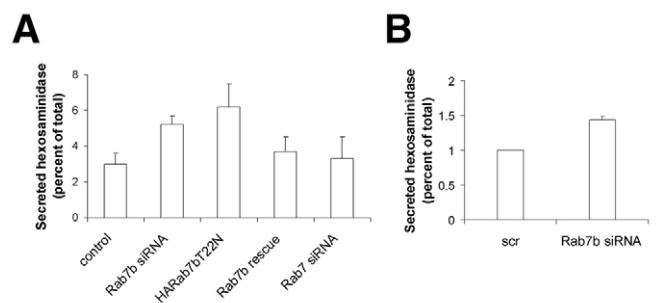 A
Secreted hexosaminidase
(percent of total)
8
6
4
2
0
control
Rab7b siRNA
HARab7bT22N
Rab7b rescue
Rab7 siRNA
B
Secreted hexosaminidase
(percent of total)
2
1.5
1
0.5
0
scr
Rab7b siRNA